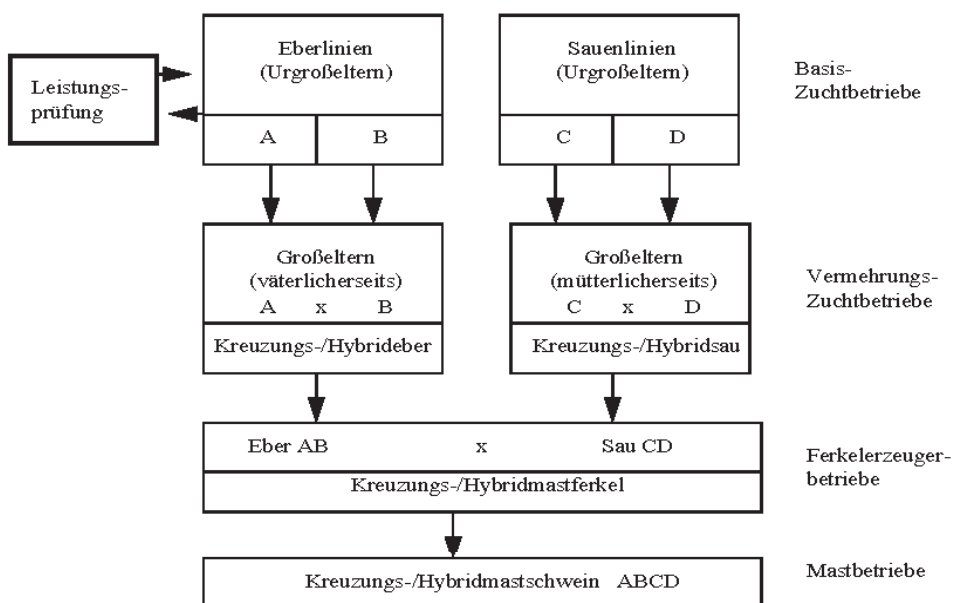 Eberlinien
(Urgroßeltern)
Sauenlinien
(Urgroßeltern)
Basis-
Zuchtbetriebe
Leistungs-
prüfung
A B
C D
Großeltern
(väterlicherseits)
A x B
Großeltern
(mütterlicherseits)
C x D
Vermehrungs-
Zuchtbetriebe
Kreuzungs-/Hybrideber
Kreuzungs-/Hybridsau
Eber AB x Sau CD
Ferkelerzeuger-
betriebe
Kreuzungs-/Hybridmastferkel
Kreuzungs-/Hybridmastschwein ABCD
Mastbetriebe